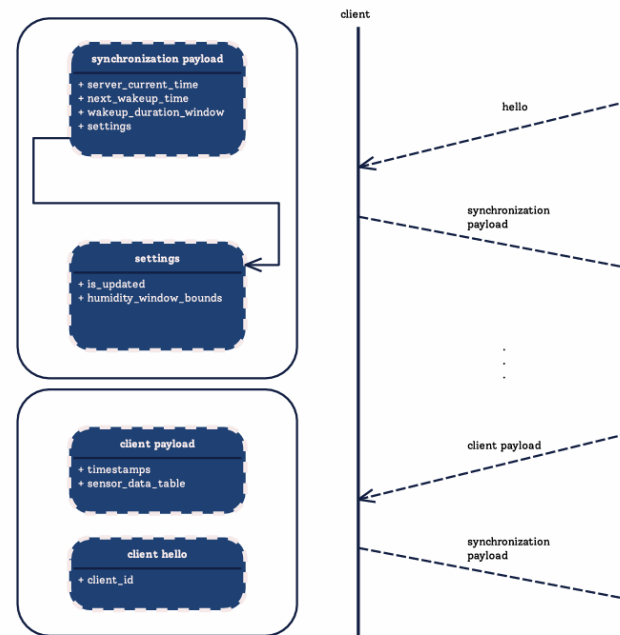 synchronization payload
+ server_current_time
+ next_wakeup_time
+ wakeup_duration_window
+ settings
settings
+ is_updated
+ humidity_window_bounds
client payload
+ timestamps
+ sensor_data_table
client hello
+ client_id
client
hello
synchronization
payload
client payload
synchronization
payload